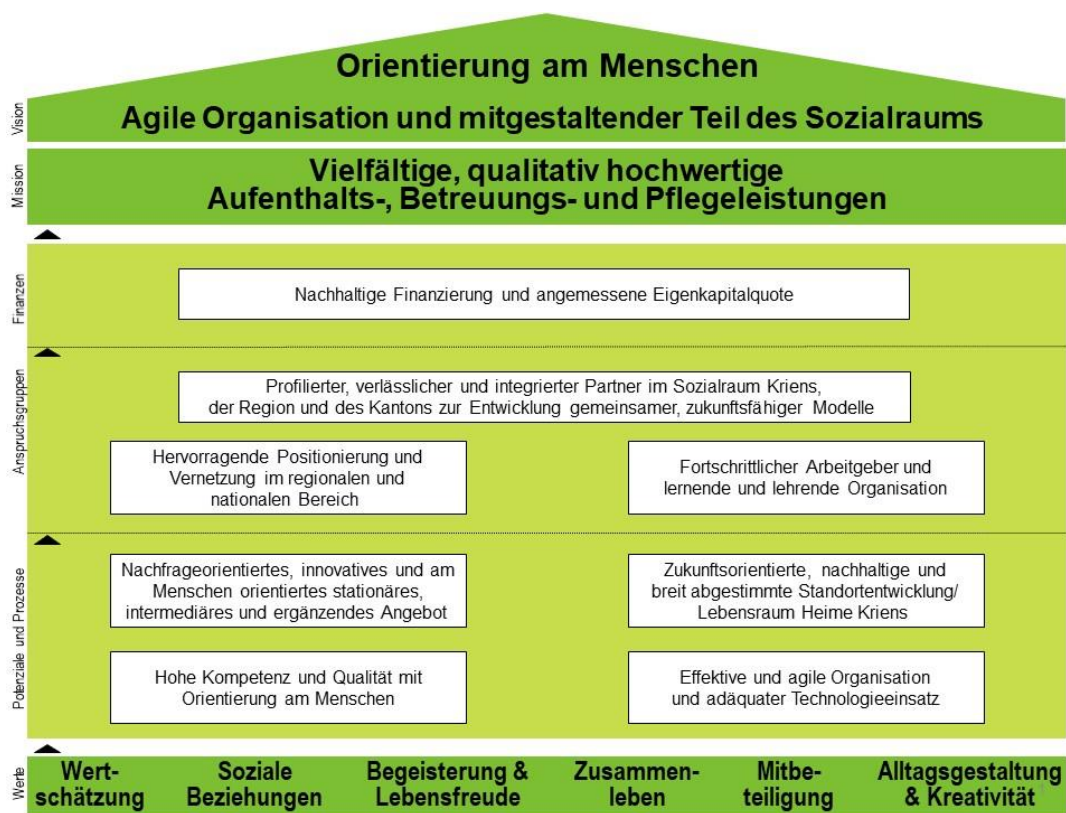 Orientierung am Menschen
Agile Organisation und mitgestaltender Teil des Sozialraums
Vision
Vielfältige, qualitativ hochwertige
Aufenthalts-, Betreuungs- und Pflegeleistungen
Mission
Nachhaltige Finanzierung und angemessene Eigenkapitalquote
Finanzen
Profilierter, verlässlicher und integrierter Partner im Sozialraum Kriens,
der Region und des Kantons zur Entwicklung gemeinsamer, zukunftsfähiger Modelle
Hervorragende Positionierung und
Vernetzung im regionalen und
nationalen Bereich
Fortschrittlicher Arbeitgeber und
lernende und lehrende Organisation
Anspruchsgruppen
Nachfrageorientiertes, innovatives und am
Menschen orientiertes stationäres,
intermediäres und ergänzendes Angebot
Zukunftsorientierte, nachhaltige und
breit abgestimmte Standortentwicklung/
Lebensraum Heime Kriens
Hohe Kompetenz und Qualität mit
Orientierung am Menschen
Effektive und agile Organisation
und adäquater Technologieeinsatz
Potenziale und Prozesse
Wert-
schätzung
Soziale
Beziehungen
Begeisterung &
Lebensfreude
Zusammen-
leben
Mitbe-
teiligung
Alltagsgestaltung
& Kreativität
1
Werte